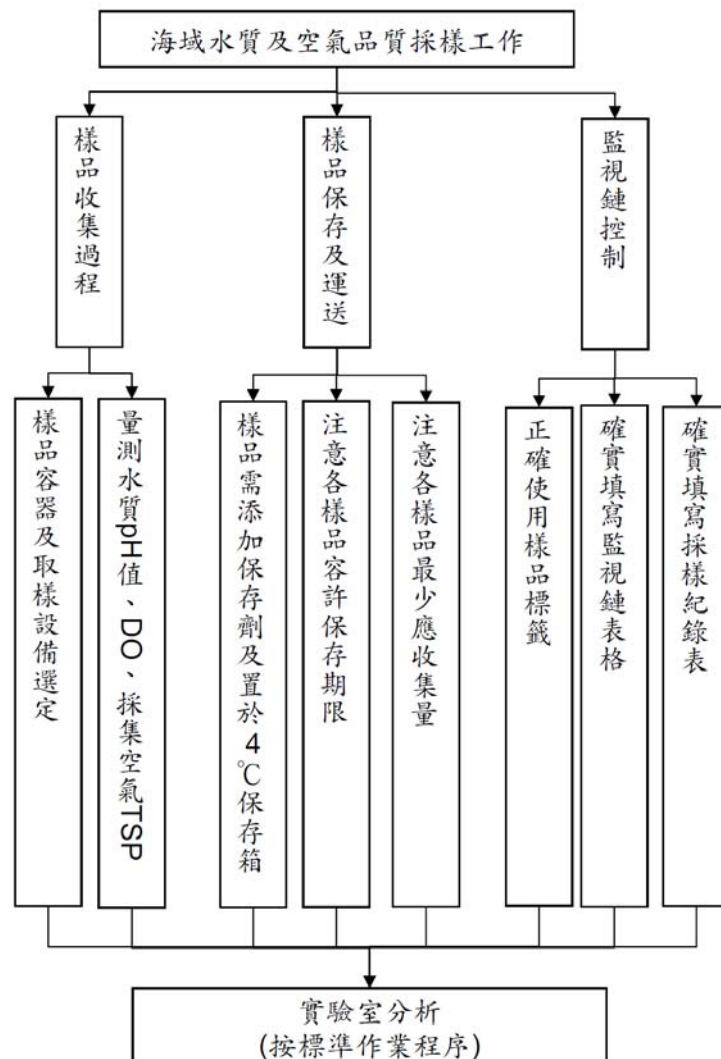 海域水質及空氣品質採樣工作
樣品收集過程
樣品保存及運送
監視鏈控制
樣品容器及取樣設備選定
量測水質pH值、DO、採集空氣TSP
樣品需添加保存劑及置於4℃保存箱
注意各樣品容許保存期限
注意各樣品最少應收集量
正確使用樣品標籤
確實填寫監視鏈表格
確實填寫採樣紀錄表
實驗室分析
(按標準作業程序)